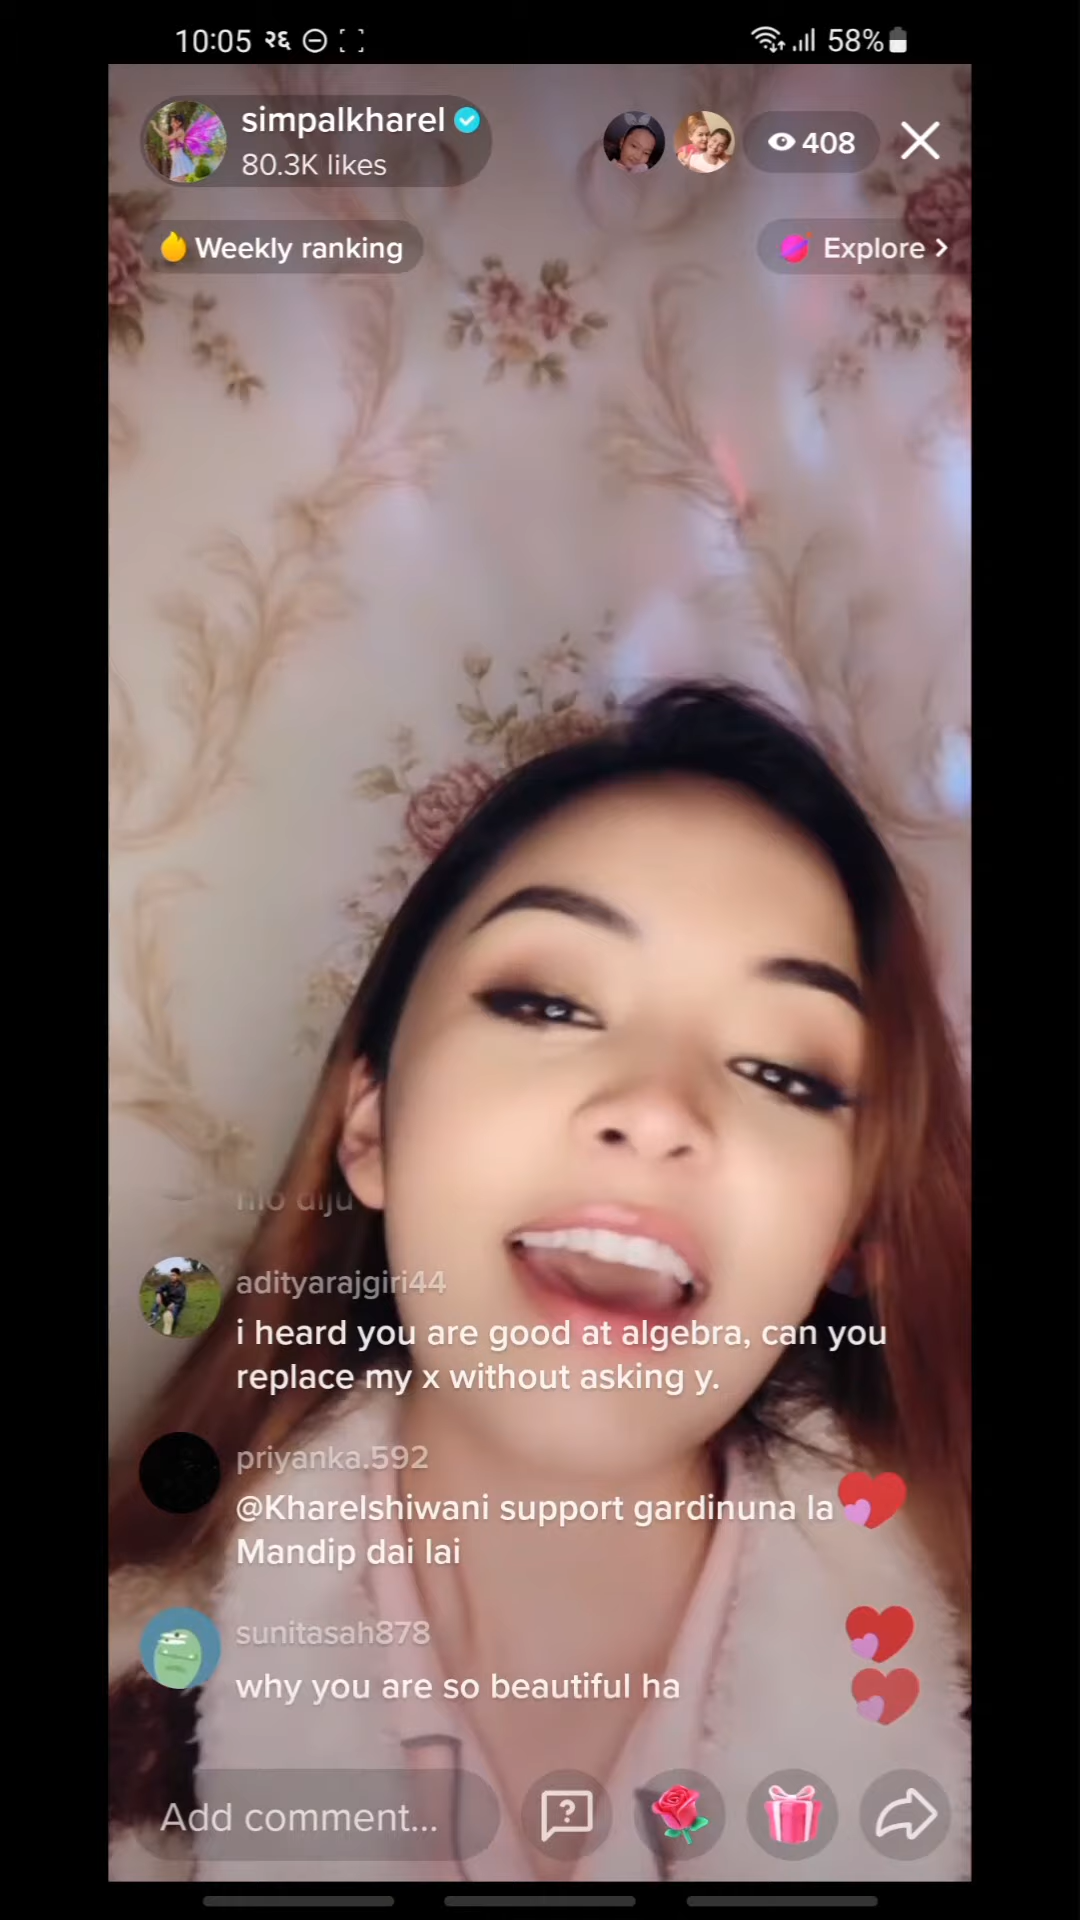 10:05 २६
58%
simpalkharel
80.3K likes
408
Weekly ranking
Explore
adityarajgiri44
i heard you are good at algebra, can you
replace my x without asking y.
priyanka.592
@Kharelshiwani support gardinuna la
Mandip dai lai
sunitasah878
why you are so beautiful ha
Add comment...